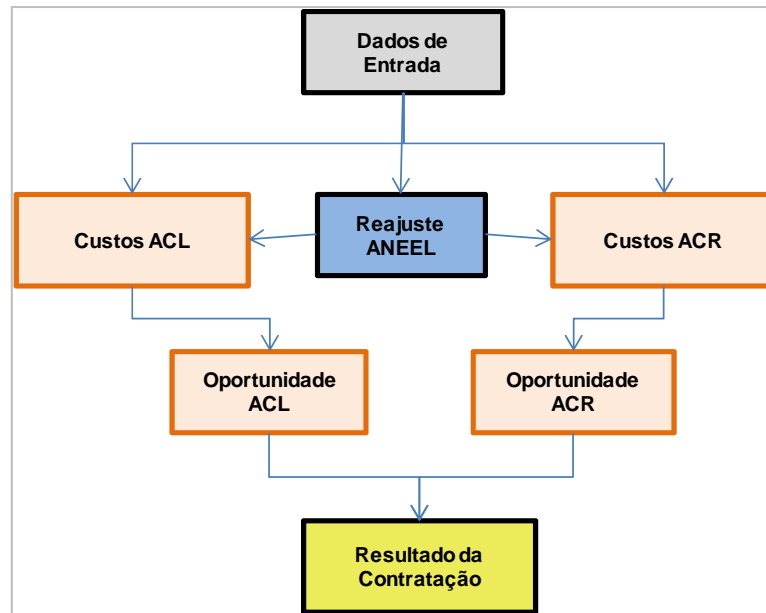 Dados de
Entrada
Custos ACL
Reajuste
ANEEL
Custos ACR
Oportunidade
ACL
Oportunidade
ACR
Resultado da
Contratação